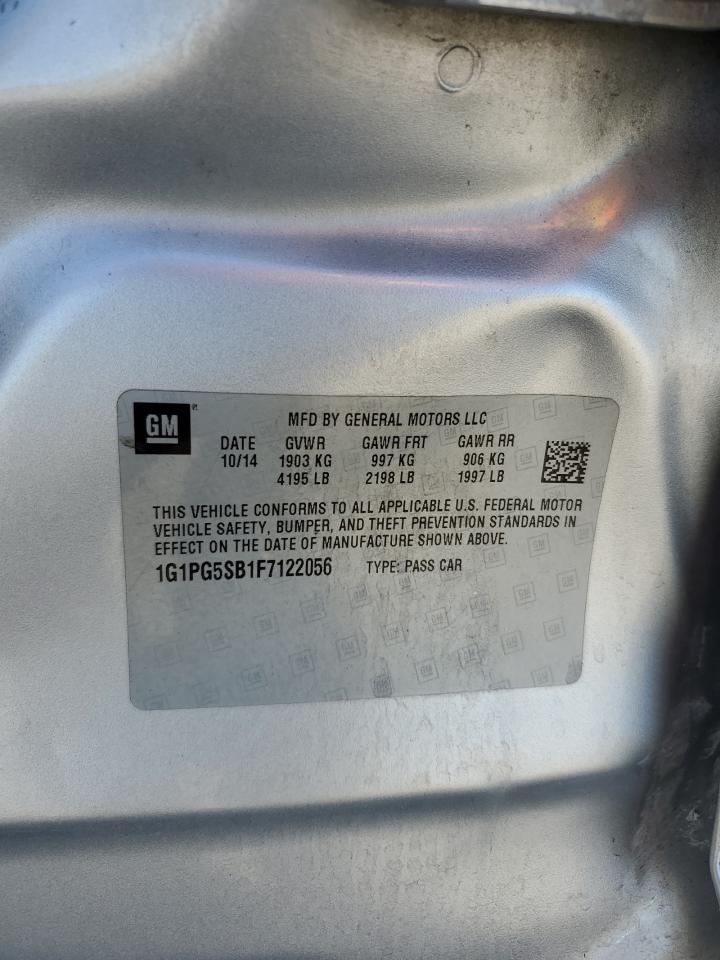 GM
MFD BY GENERAL MOTORS LLC
DATE GVWR GAWR FRT GAWR RR
10/14 1903 KG 997 KG 906 KG
4195 LB 2198 LB 1997 LB
THIS VEHICLE CONFORMS TO ALL APPLICABLE U.S. FEDERAL MOTOR
VEHICLE SAFETY, BUMPER, AND THEFT PREVENTION STANDARDS IN
EFFECT ON THE DATE OF MANUFACTURE SHOWN ABOVE.
1G1PG5SB1F7122056 TYPE: PASS CAR